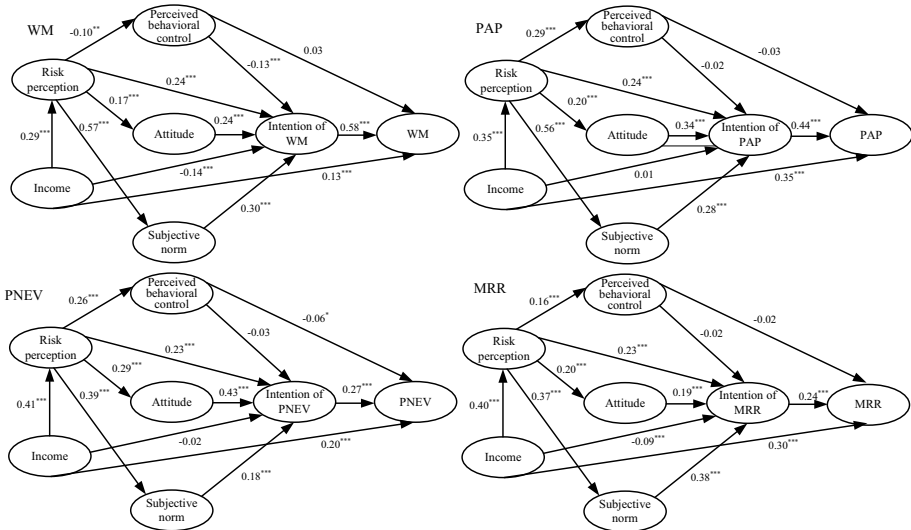 WM
Perceived
behavioral
control
-0.10**
0.03
Risk
perception
-0.13***
0.24***
0.17***
0.57***
0.29***
Attitude
0.24***
Intention of
WM
0.58***
WM
-0.14***
0.13***
Income
0.30***
Subjective
norm
PAP
Perceived
behavioral
control
0.29***
-0.03
Risk
perception
-0.02
0.24***
0.20***
0.56***
0.35***
Attitude
0.34***
Intention of
PAP
0.44***
PAP
0.01
0.35***
Income
0.28***
Subjective
norm
PNEV
Perceived
behavioral
control
0.26***
-0.06*
Risk
perception
-0.03
0.23***
0.29***
0.39***
0.41***
Attitude
0.43***
Intention of
PNEV
0.27***
PNEV
-0.02
0.20***
Income
0.18***
Subjective
norm
MRR
Perceived
behavioral
control
0.16***
-0.02
Risk
perception
-0.02
0.23***
0.20***
0.37***
0.40***
Attitude
0.19***
Intention of
MRR
0.24***
MRR
-0.09***
0.30***
Income
0.38***
Subjective
norm